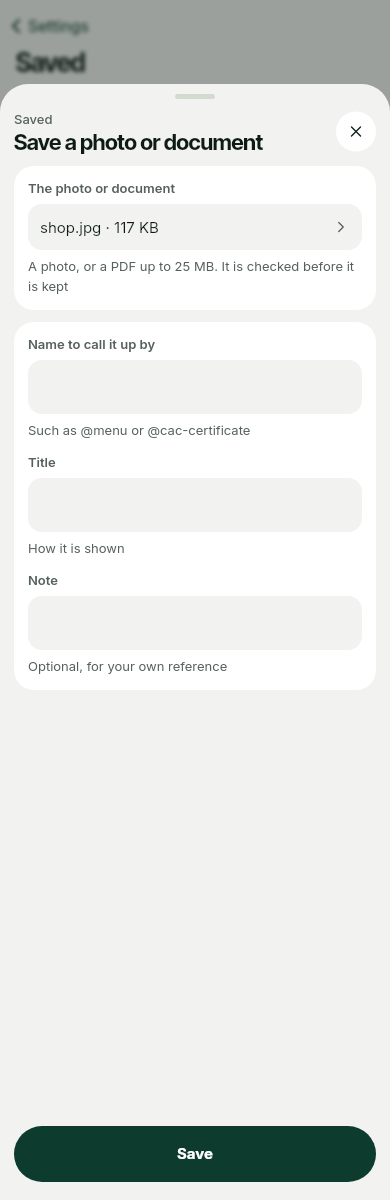 Settings
Saved
Saved
Save a photo or document
The photo or document
shop.jpg · 117 KB
A photo, or a PDF up to 25 MB. It is checked before it
is kept
Name to call it up by
Such as @menu or @cac-certificate
Title
How it is shown
Note
Optional, for your own reference
Save